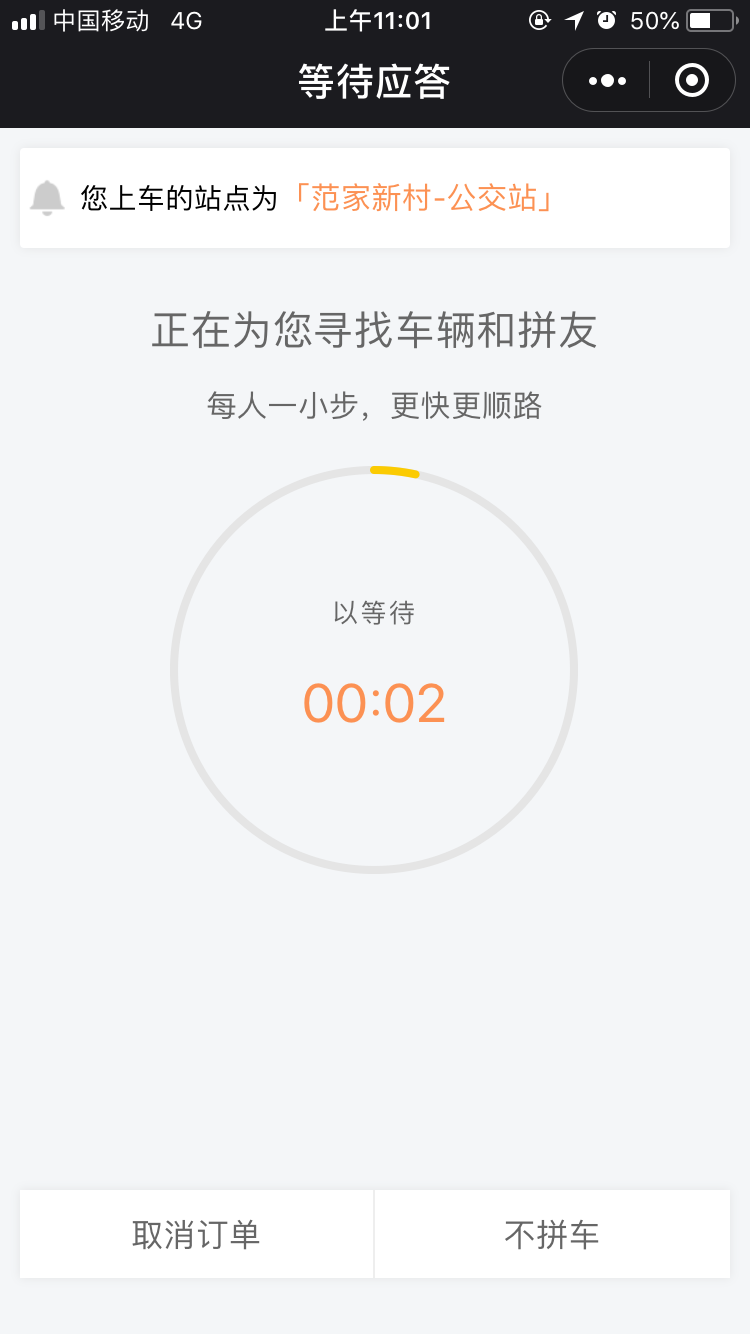 中国移动 4G 上午11:01 50%
等待应答
您上车的站点为「范家新村-公交站」
正在为您寻找车辆和拼友
每人一小步，更快更顺路
以等待
00:02
取消订单 不拼车